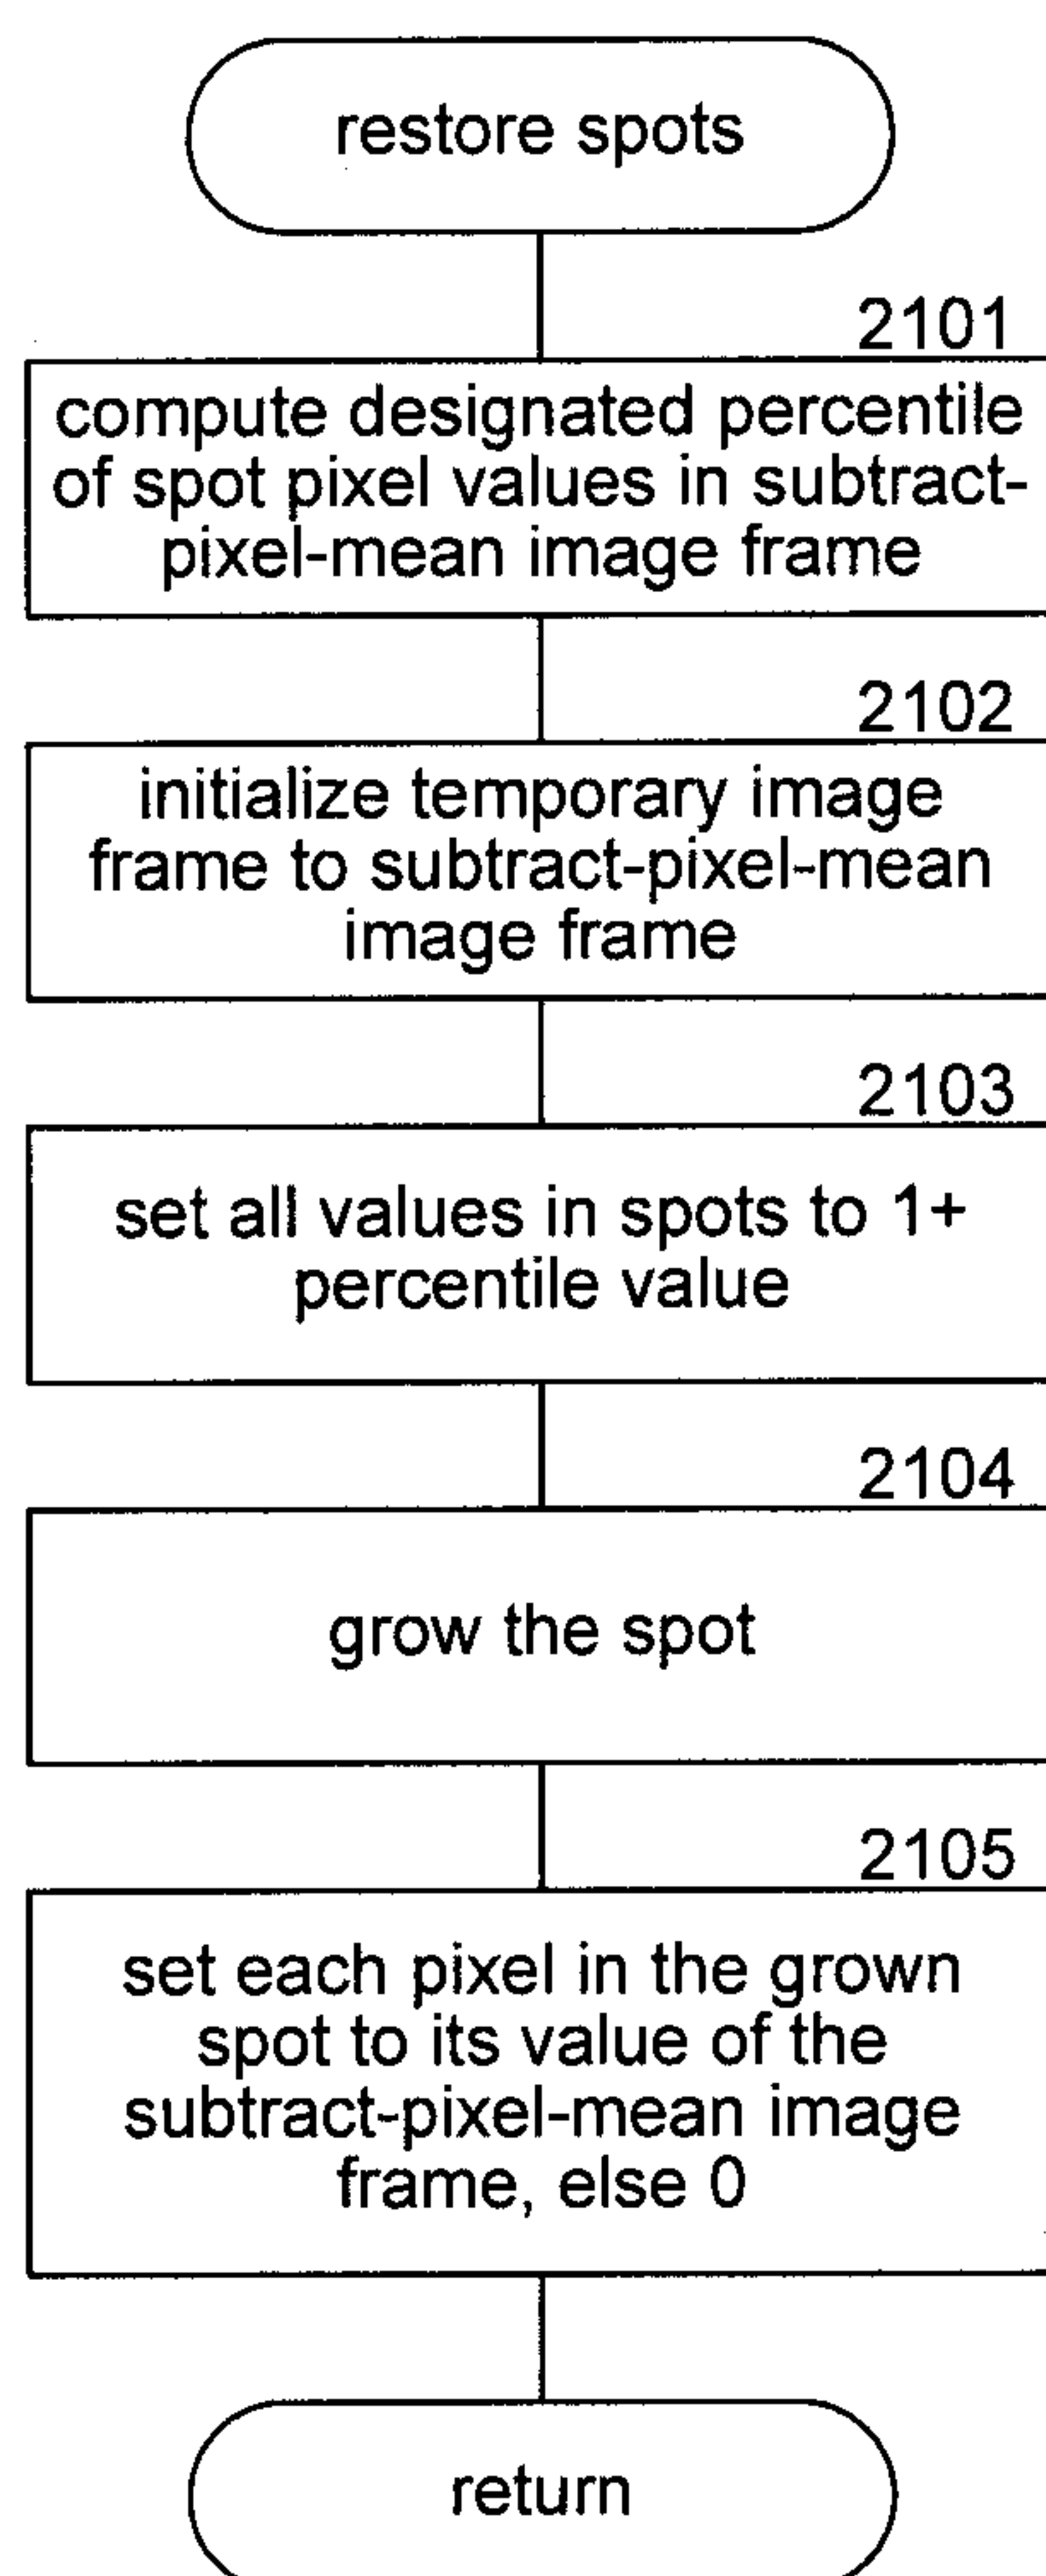 restore spots
2101
compute designated percentile
of spot pixel values in subtract-
pixel-mean image frame
2102
initialize temporary image
frame to subtract-pixel-mean
image frame
2103
set all values in spots to 1+
percentile value
2104
grow the spot
2105
set each pixel in the grown
spot to its value of the
subtract-pixel-mean image
frame, else 0
return